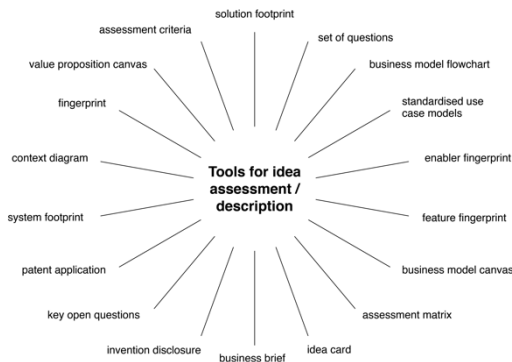 solution footprint
set of questions
business model flowchart
standardised use
case models
enabler fingerprint
feature fingerprint
business model canvas
assessment matrix
idea card
business brief
invention disclosure
key open questions
patent application
system footprint
context diagram
fingerprint
value proposition canvas
assessment criteria
Tools for idea
assessment /
description